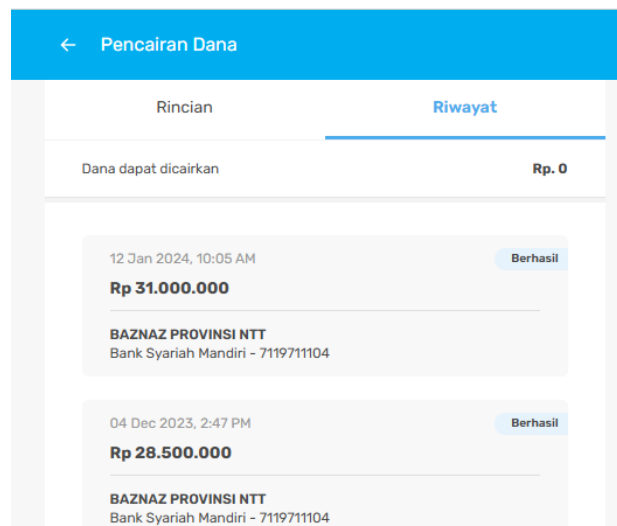 ← Pencairan Dana
Rincian
Riwayat
Dana dapat dicairkan
Rp. 0
12 Jan 2024, 10:05 AM
Berhasil
Rp 31.000.000
BAZNAZ PROVINSI NTT
Bank Syariah Mandiri - 7119711104
04 Dec 2023, 2:47 PM
Berhasil
Rp 28.500.000
BAZNAZ PROVINSI NTT
Bank Syariah Mandiri - 7119711104